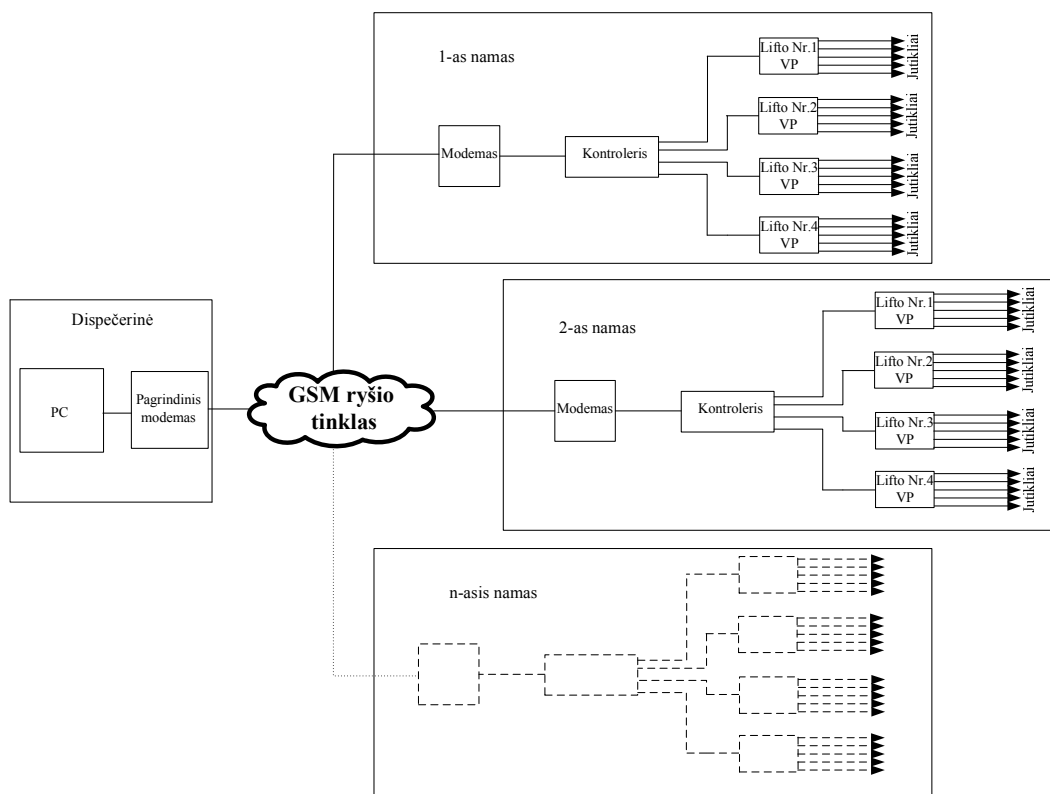 1-as namas
Modemas
Kontroleris
Lifto Nr.1
VP
Jutikliai
Lifto Nr.2
VP
Jutikliai
Lifto Nr.3
VP
Jutikliai
Lifto Nr.4
VP
Jutikliai
Dispečerinė
PC
Pagrindinis
modemas
GSM ryšio
tinklas
2-as namas
Modemas
Kontroleris
Lifto Nr.1
VP
Jutikliai
Lifto Nr.2
VP
Jutikliai
Lifto Nr.3
VP
Jutikliai
Lifto Nr.4
VP
Jutikliai
n-asis namas